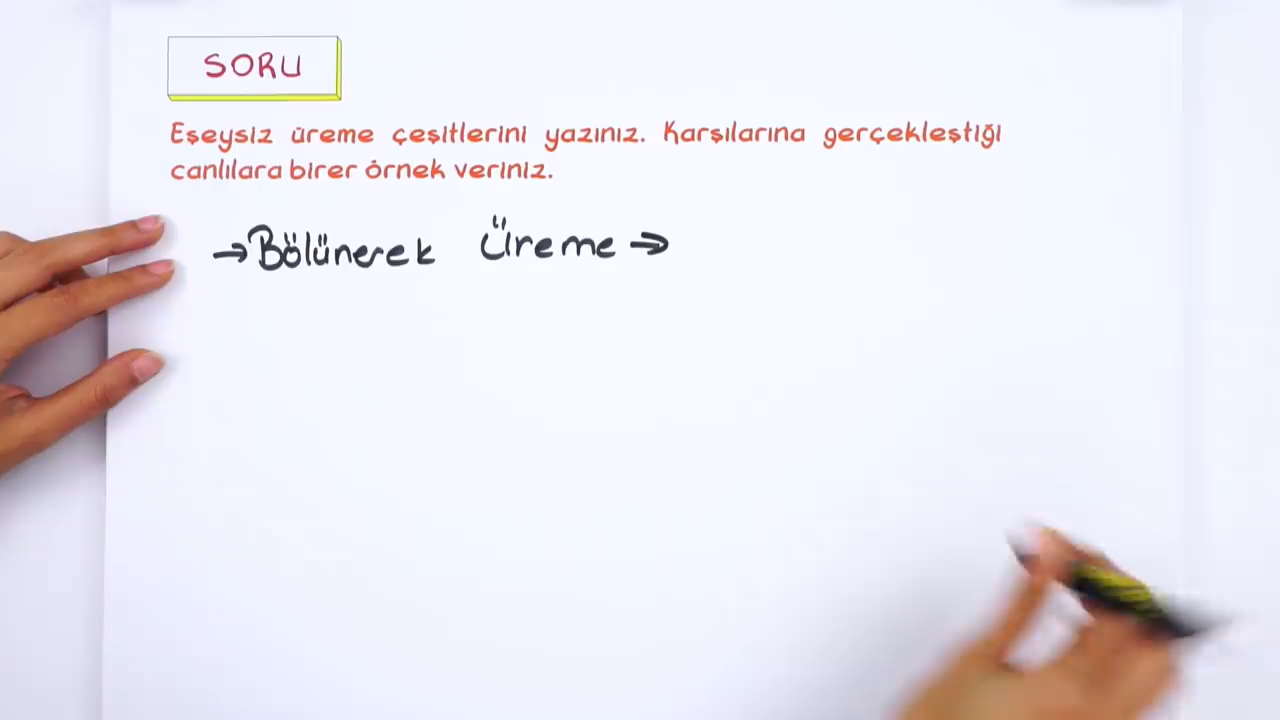 SORU
Eşeysiz üreme çeşitlerini yazınız. Karşılarına gerçekleştiği
canlılara birer örnek veriniz.
→Bölünerek Üreme→